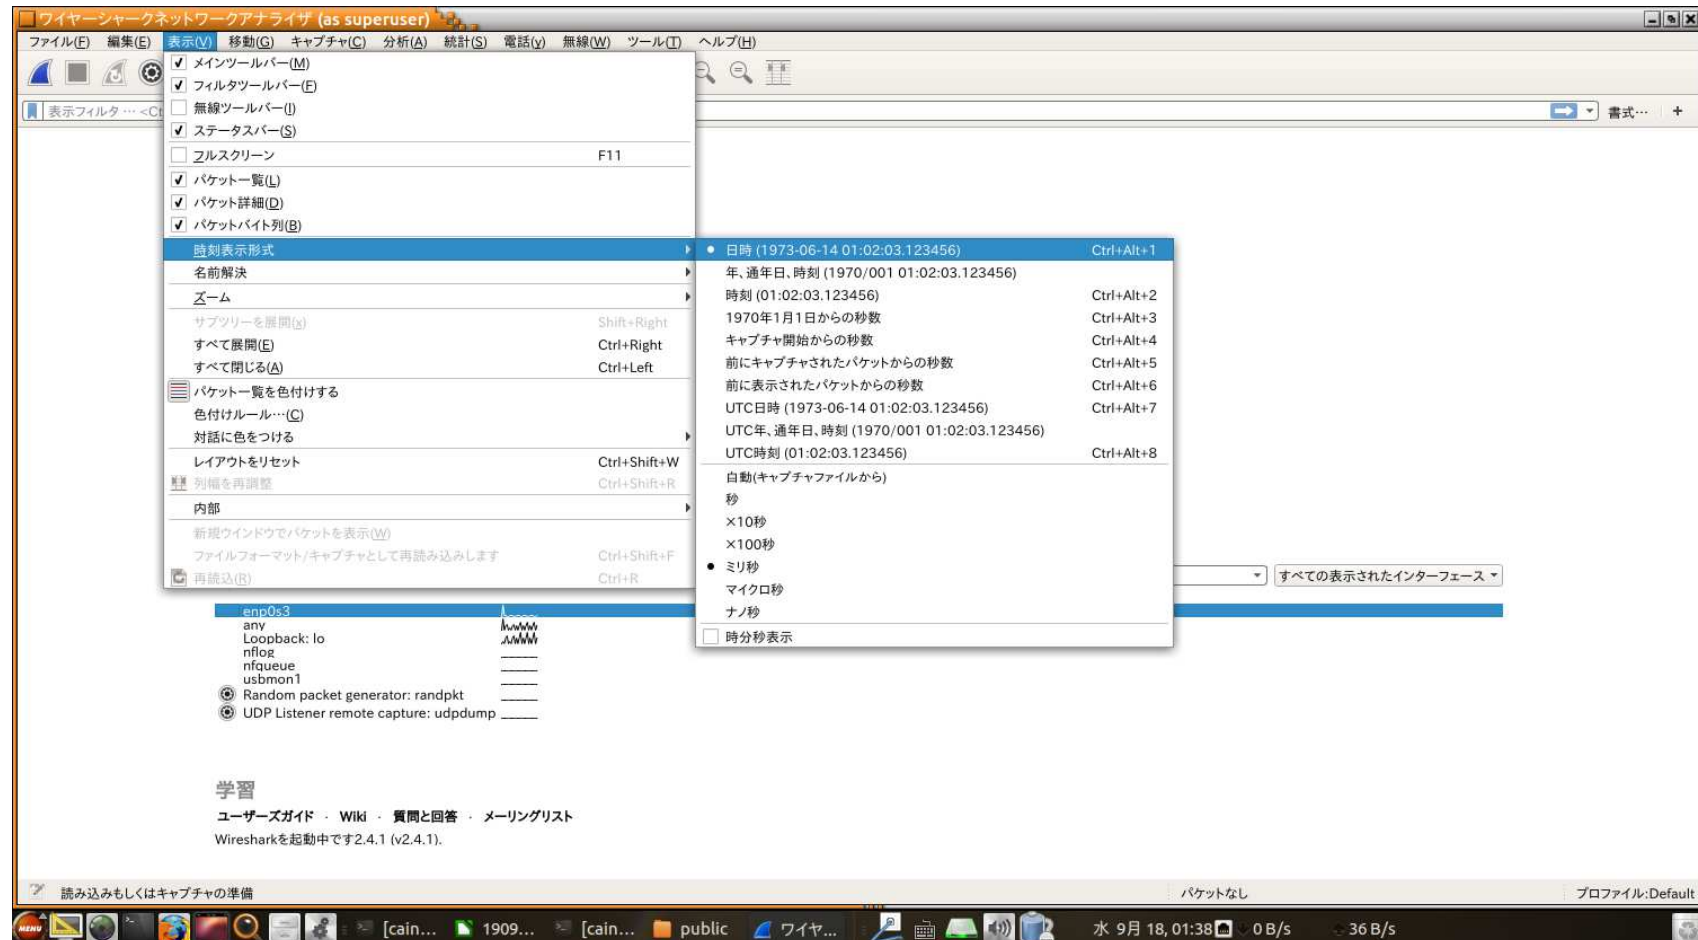 ワイヤーシャークネットワークアナライザ (as superuser)
ファイル(F) 編集(E) 表示(V) 移動(G) キャプチャ(C) 分析(A) 統計(S) 電話(y) 無線(W) ツール(T) ヘルプ(H)
表示フィルタ … <Ct
書式… +
メインツールバー(M)
フィルタツールバー(F)
無線ツールバー(I)
ステータスバー(S)
フルスクリーン F11
パケット一覧(L)
パケット詳細(D)
パケットバイト列(B)
時刻表示形式
名前解決
ズーム
サブツリーを展開(x) Shift+Right
すべて展開(E) Ctrl+Right
すべて閉じる(A) Ctrl+Left
パケット一覧を色付けする
色付けルール…(C)
対話に色をつける
レイアウトをリセット Ctrl+Shift+W
列幅を再調整 Ctrl+Shift+R
内部
新規ウインドウでパケットを表示(W)
ファイルフォーマット/キャプチャとして再読み込みします Ctrl+Shift+F
再読込(R) Ctrl+R
日時 (1973-06-14 01:02:03.123456) Ctrl+Alt+1
年、通年日、時刻 (1970/001 01:02:03.123456)
時刻 (01:02:03.123456) Ctrl+Alt+2
1970年1月1日からの秒数 Ctrl+Alt+3
キャプチャ開始からの秒数 Ctrl+Alt+4
前にキャプチャされたパケットからの秒数 Ctrl+Alt+5
前に表示されたパケットからの秒数 Ctrl+Alt+6
UTC日時 (1973-06-14 01:02:03.123456) Ctrl+Alt+7
UTC年、通年日、時刻 (1970/001 01:02:03.123456)
UTC時刻 (01:02:03.123456) Ctrl+Alt+8
自動(キャプチャファイルから)
秒
×10秒
×100秒
ミリ秒
マイクロ秒
ナノ秒
時分秒表示
すべての表示されたインターフェース
enp0s3
any
Loopback: lo
nflog
nfqueue
usbmon1
Random packet generator: randpkt
UDP Listener remote capture: udpdump
学習
ユーザーズガイド · Wiki · 質問と回答 · メーリングリスト
Wiresharkを起動中です2.4.1 (v2.4.1).
読み込みもしくはキャプチャの準備
パケットなし
プロファイル:Default
MENU [cain... 1909... [cain... public ワイヤ... 水 9月 18, 01:38 0 B/s 36 B/s